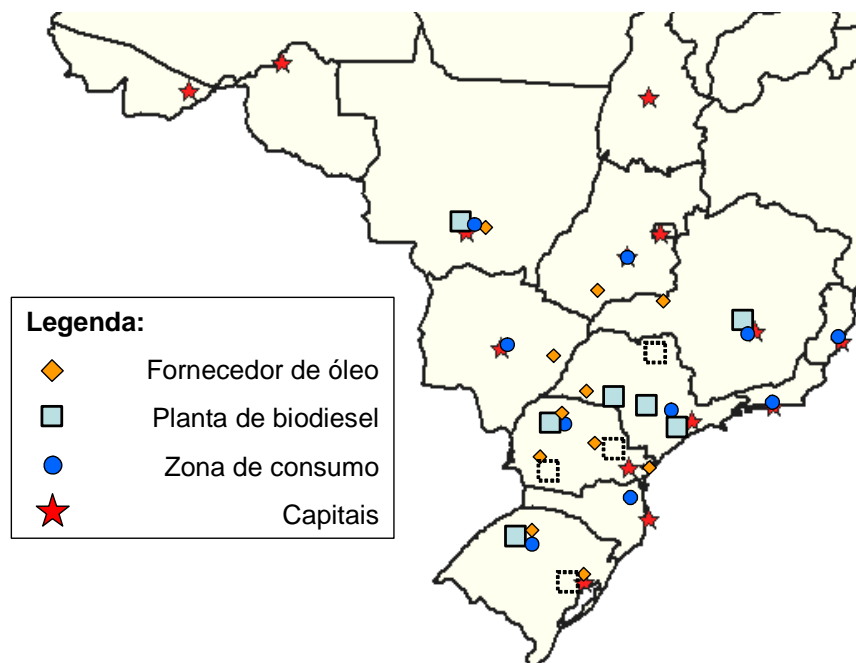 Legenda:
Fornecedor de óleo
Planta de biodiesel
Zona de consumo
Capitais